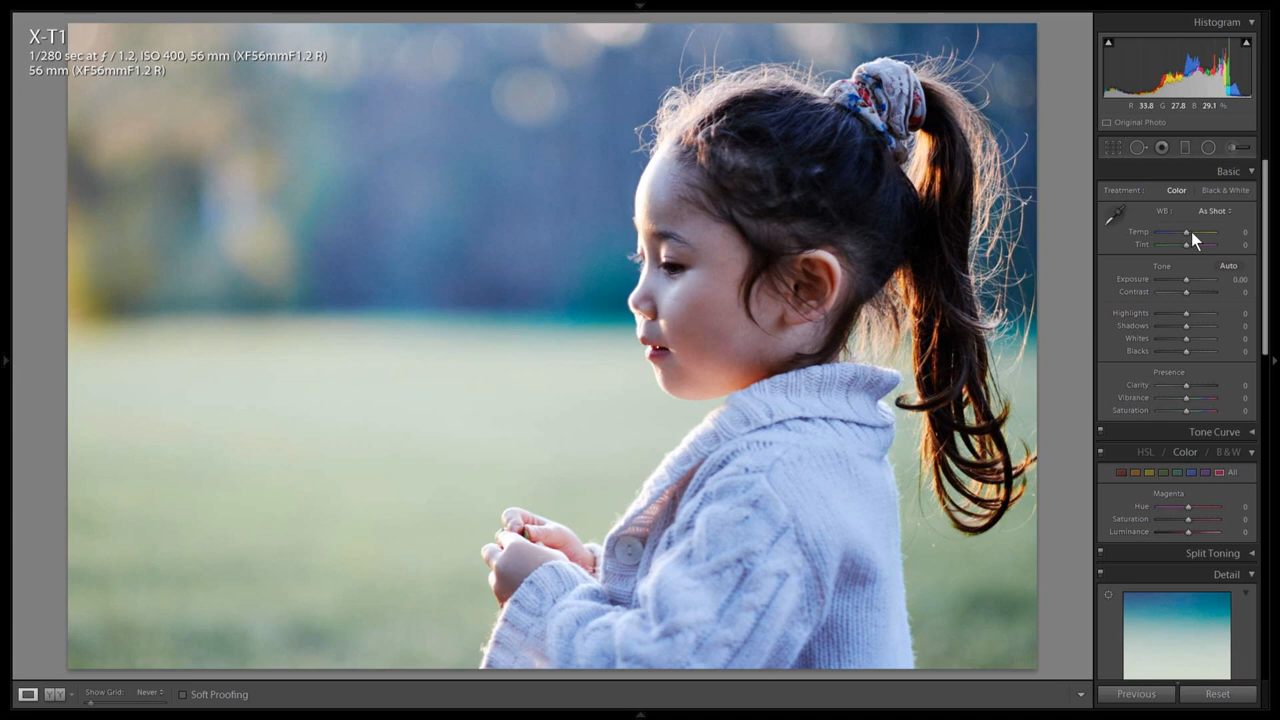 X-T1
1/280 sec at ƒ / 1.2, ISO 400, 56 mm (XF56mmF1.2 R)
56 mm (XF56mmF1.2 R)
Histogram
R 33.8 G 27.8 B 29.1 %
Original Photo
Basic
Treatment : Color Black & White
WB : As Shot
Temp 0
Tint 0
Tone Auto
Exposure 0.00
Contrast 0
Highlights 0
Shadows 0
Whites 0
Blacks 0
Presence
Clarity 0
Vibrance 0
Saturation 0
Tone Curve
HSL / Color / B & W
All
Magenta
Hue 0
Saturation 0
Luminance 0
Split Toning
Detail
Show Grid: Never Soft Proofing
Previous Reset